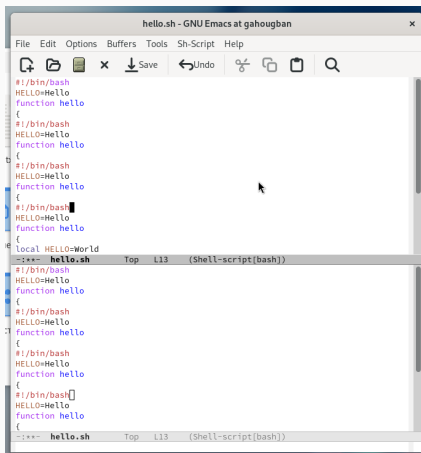 hello.sh - GNU Emacs at gahougban ×
File Edit Options Buffers Tools Sh-Script Help
Save Undo
#!/bin/bash
HELLO=Hello
function hello
{
#!/bin/bash
HELLO=Hello
function hello
{
#!/bin/bash
HELLO=Hello
function hello
{
#!/bin/bash
HELLO=Hello
function hello
{
local HELLO=World
-:**- hello.sh Top L13 (Shell-script[bash])
#!/bin/bash
HELLO=Hello
function hello
{
#!/bin/bash
HELLO=Hello
function hello
{
#!/bin/bash
HELLO=Hello
function hello
{
#!/bin/bash
HELLO=Hello
function hello
{
-:**- hello.sh Top L13 (Shell-script[bash])